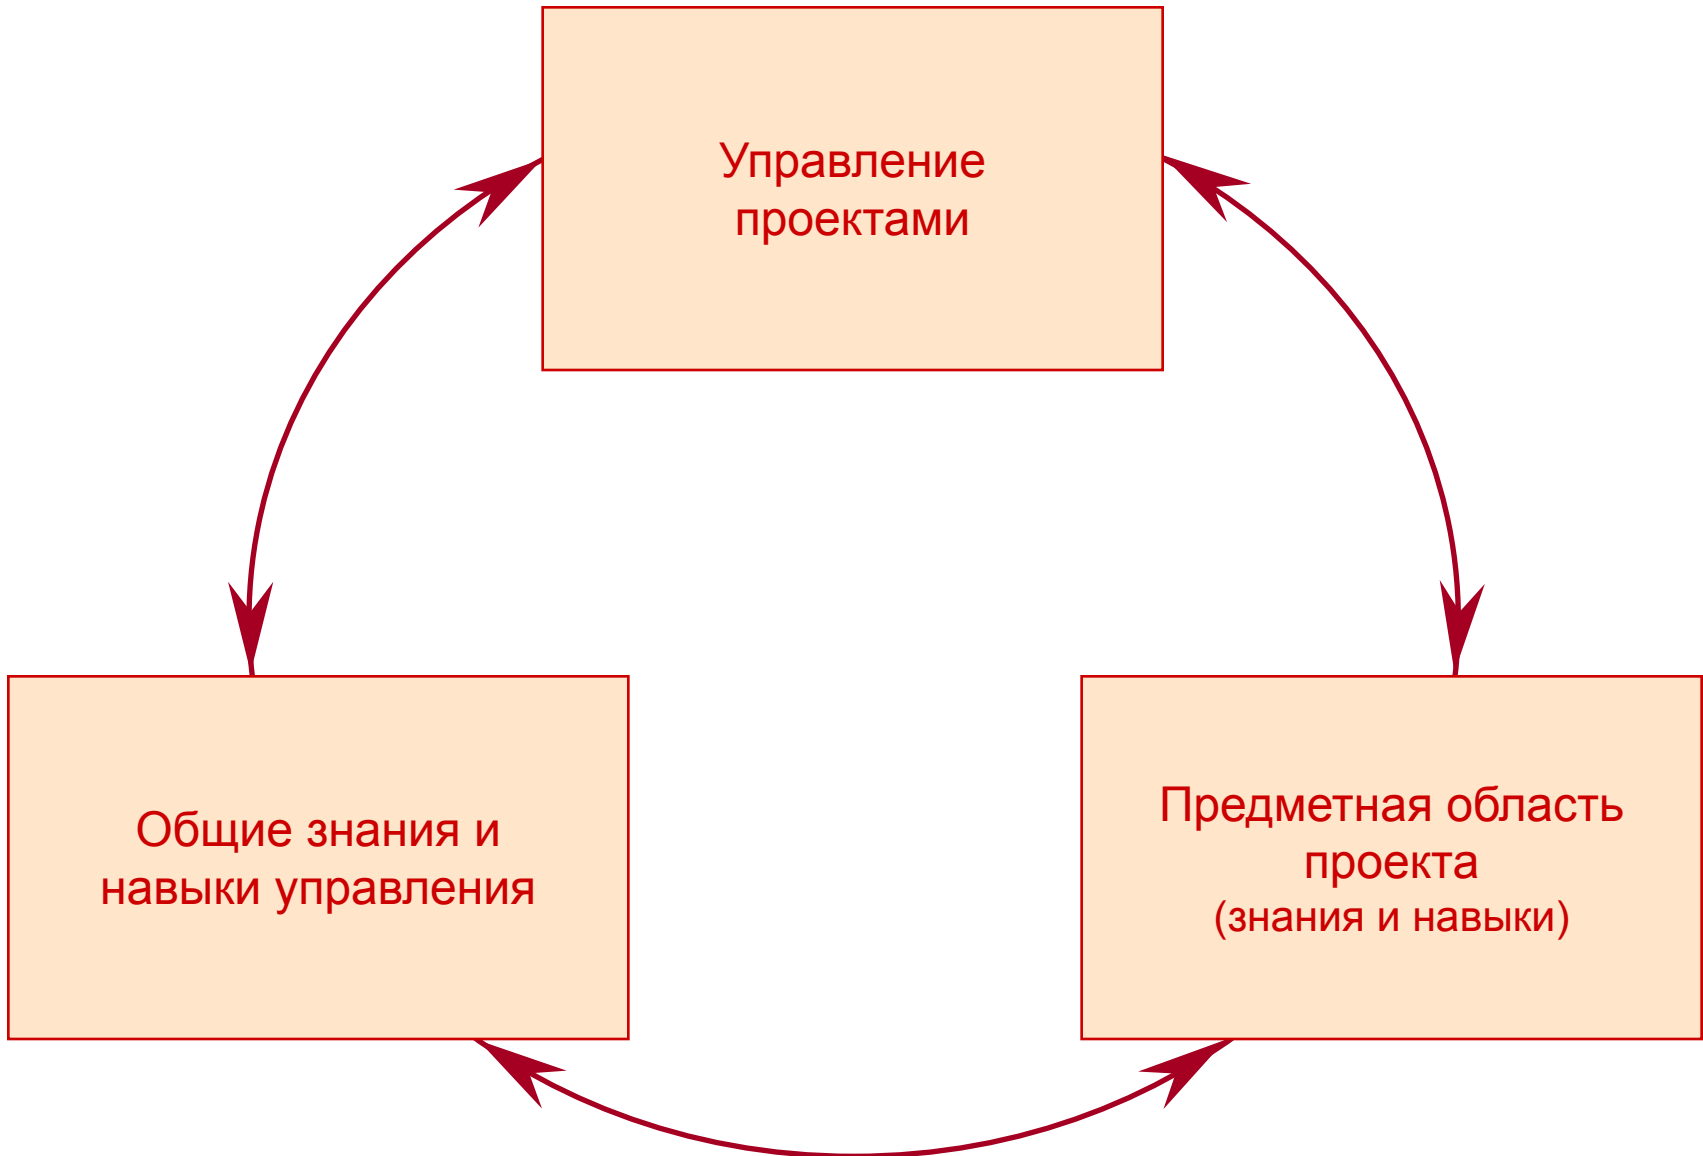 Управление
проектами
Общие знания и
навыки управления
Предметная область
проекта
(знания и навыки)